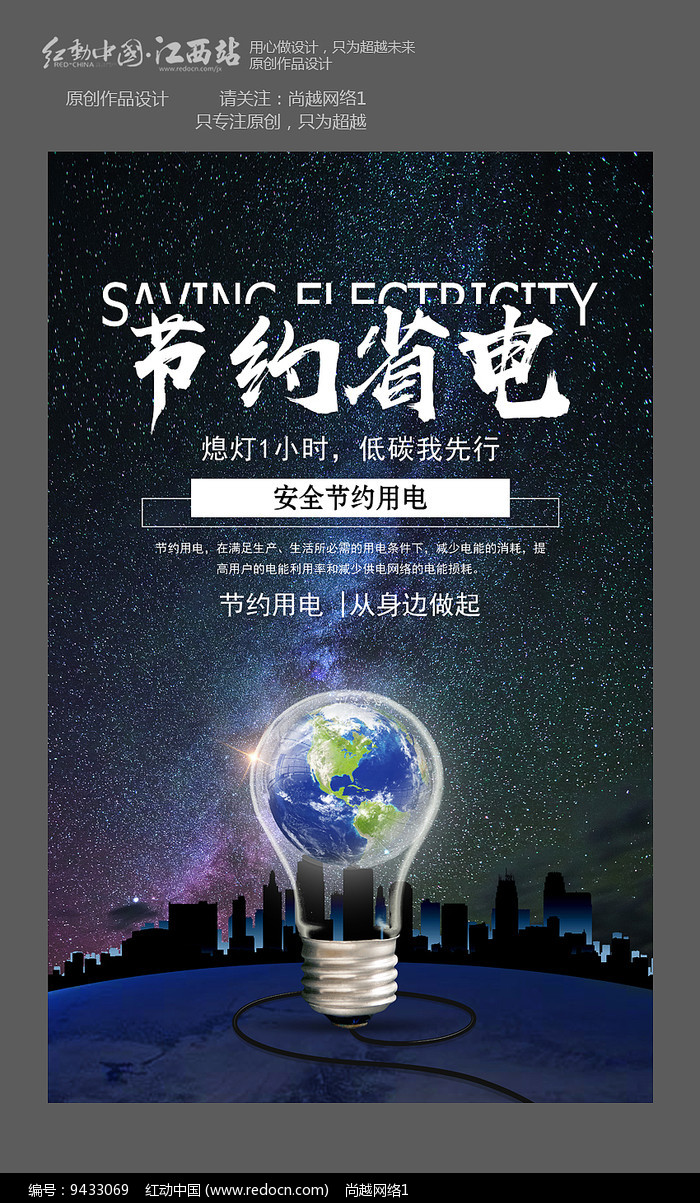 红動中國·江西站
RED-CHINA
www.redocn.com/jx
用心做设计，只为超越未来
原创作品设计
原创作品设计
请关注：尚越网络1
只专注原创，只为超越
SAVING ELECTRICITY
节约省电
熄灯1小时，低碳我先行
安全节约用电
节约用电，在满足生产、生活所必需的用电条件下，减少电能的消耗，提
高用户的电能利用率和减少供电网络的电能损耗。
节约用电 |从身边做起
编号：9433069 红动中国 (www.redocn.com) 尚越网络1